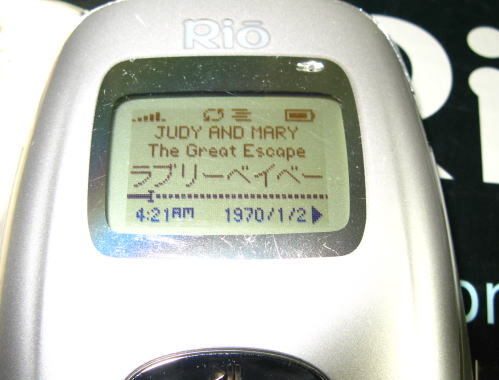 Rio
JUDY AND MARY
The Great Escape
ラブリーベイベー
4:21AM 1970/1/2
Ri